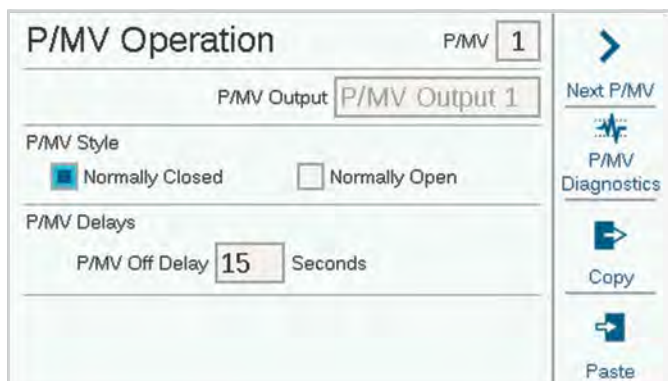 P/MV Operation
P/MV 1
P/MV Output P/MV Output 1
P/MV Style
Normally Closed
Normally Open
P/MV Delays
P/MV Off Delay 15 Seconds
Next P/MV
P/MV
Diagnostics
Copy
Paste